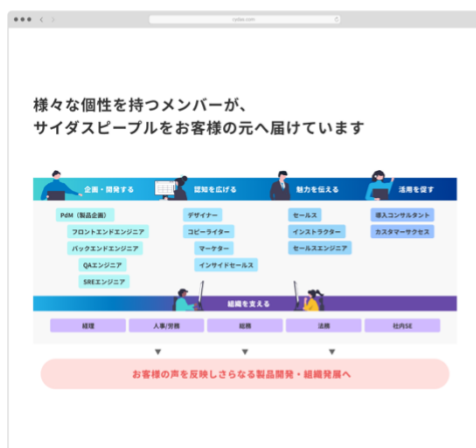 様々な個性を持つメンバーが、
サイダスピープルをお客様の元へ届けています
企画・開発する
認知を広げる
魅力を伝える
活用を促す
PdM（製品企画）
フロントエンドエンジニア
バックエンドエンジニア
QAエンジニア
SREエンジニア
デザイナー
コピーライター
マーケター
インサイドセールス
セールス
インストラクター
セールスエンジニア
導入コンサルタント
カスタマーサクセス
組織を支える
経理
人事/労務
総務
法務
社内SE
お客様の声を反映しさらなる製品開発・組織発展へ